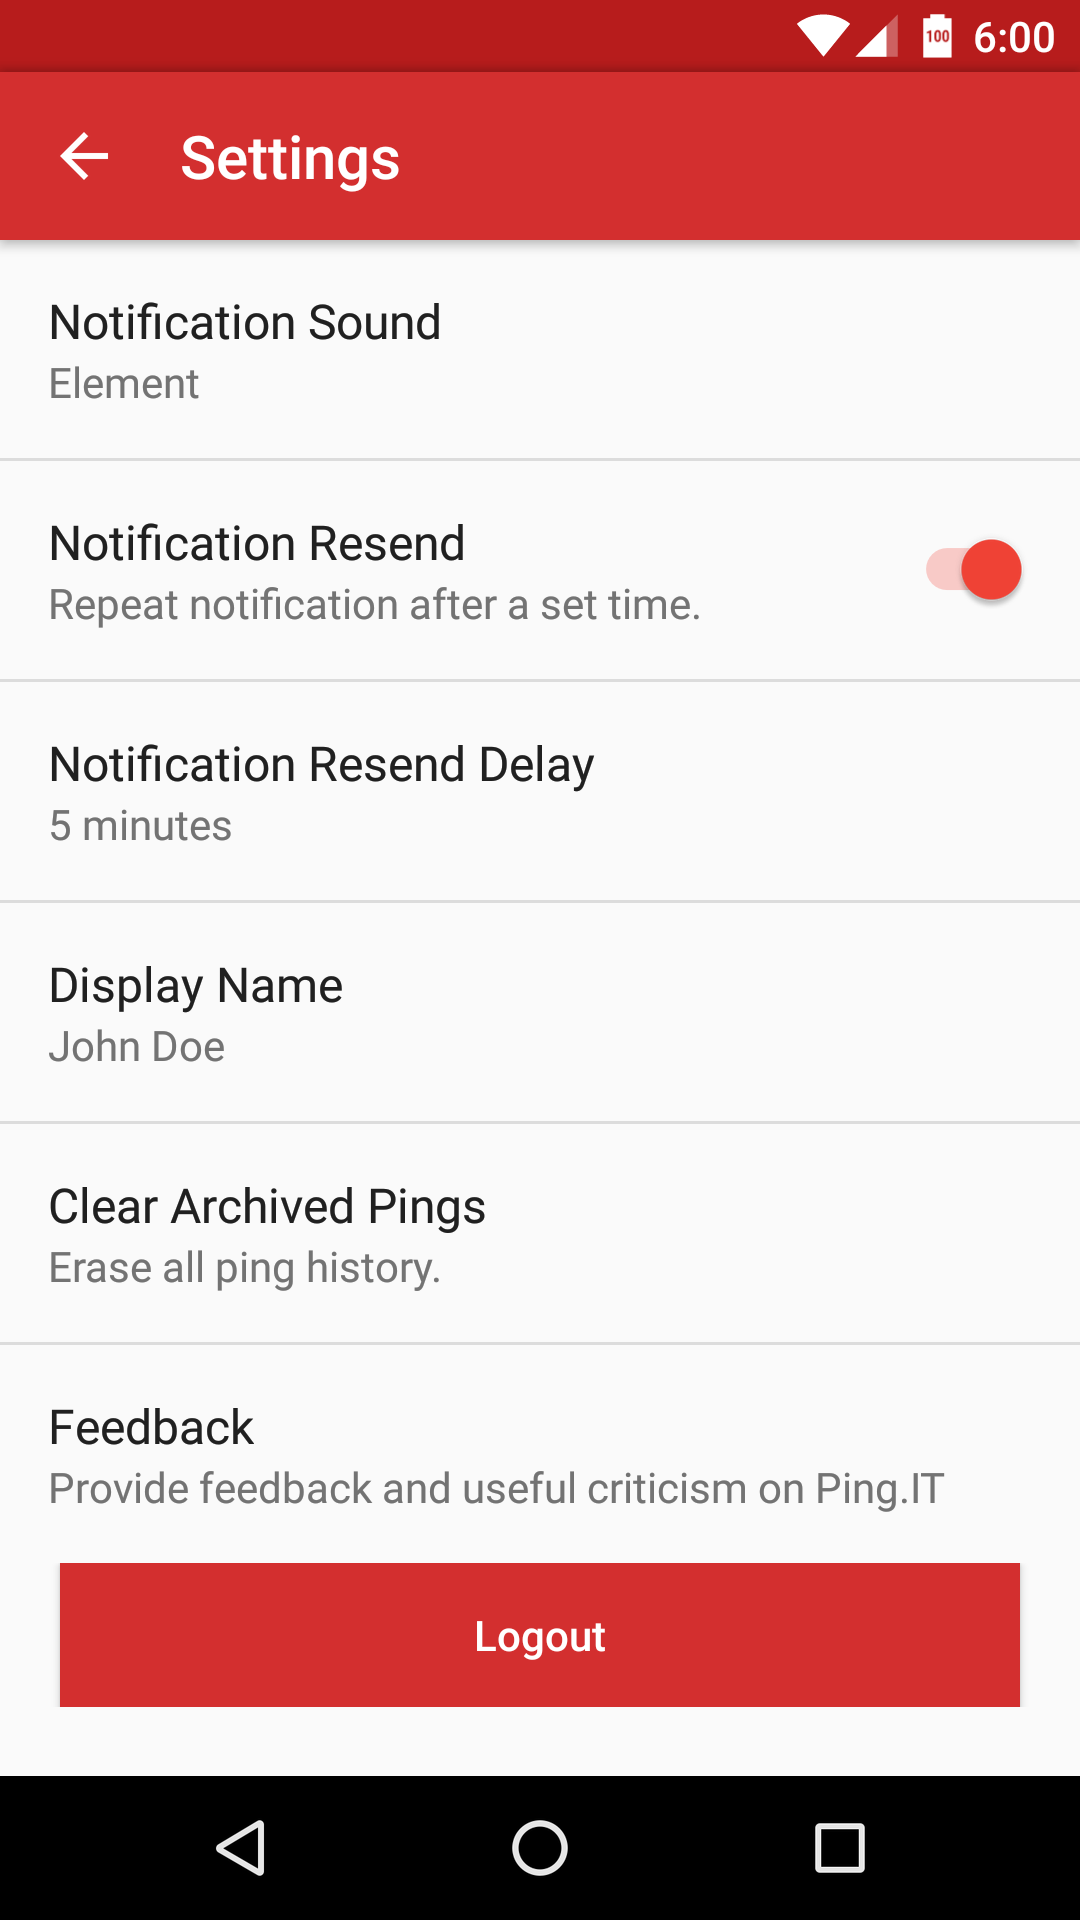 100 6:00
Settings
Notification Sound
Element
Notification Resend
Repeat notification after a set time.
Notification Resend Delay
5 minutes
Display Name
John Doe
Clear Archived Pings
Erase all ping history.
Feedback
Provide feedback and useful criticism on Ping.IT
Logout